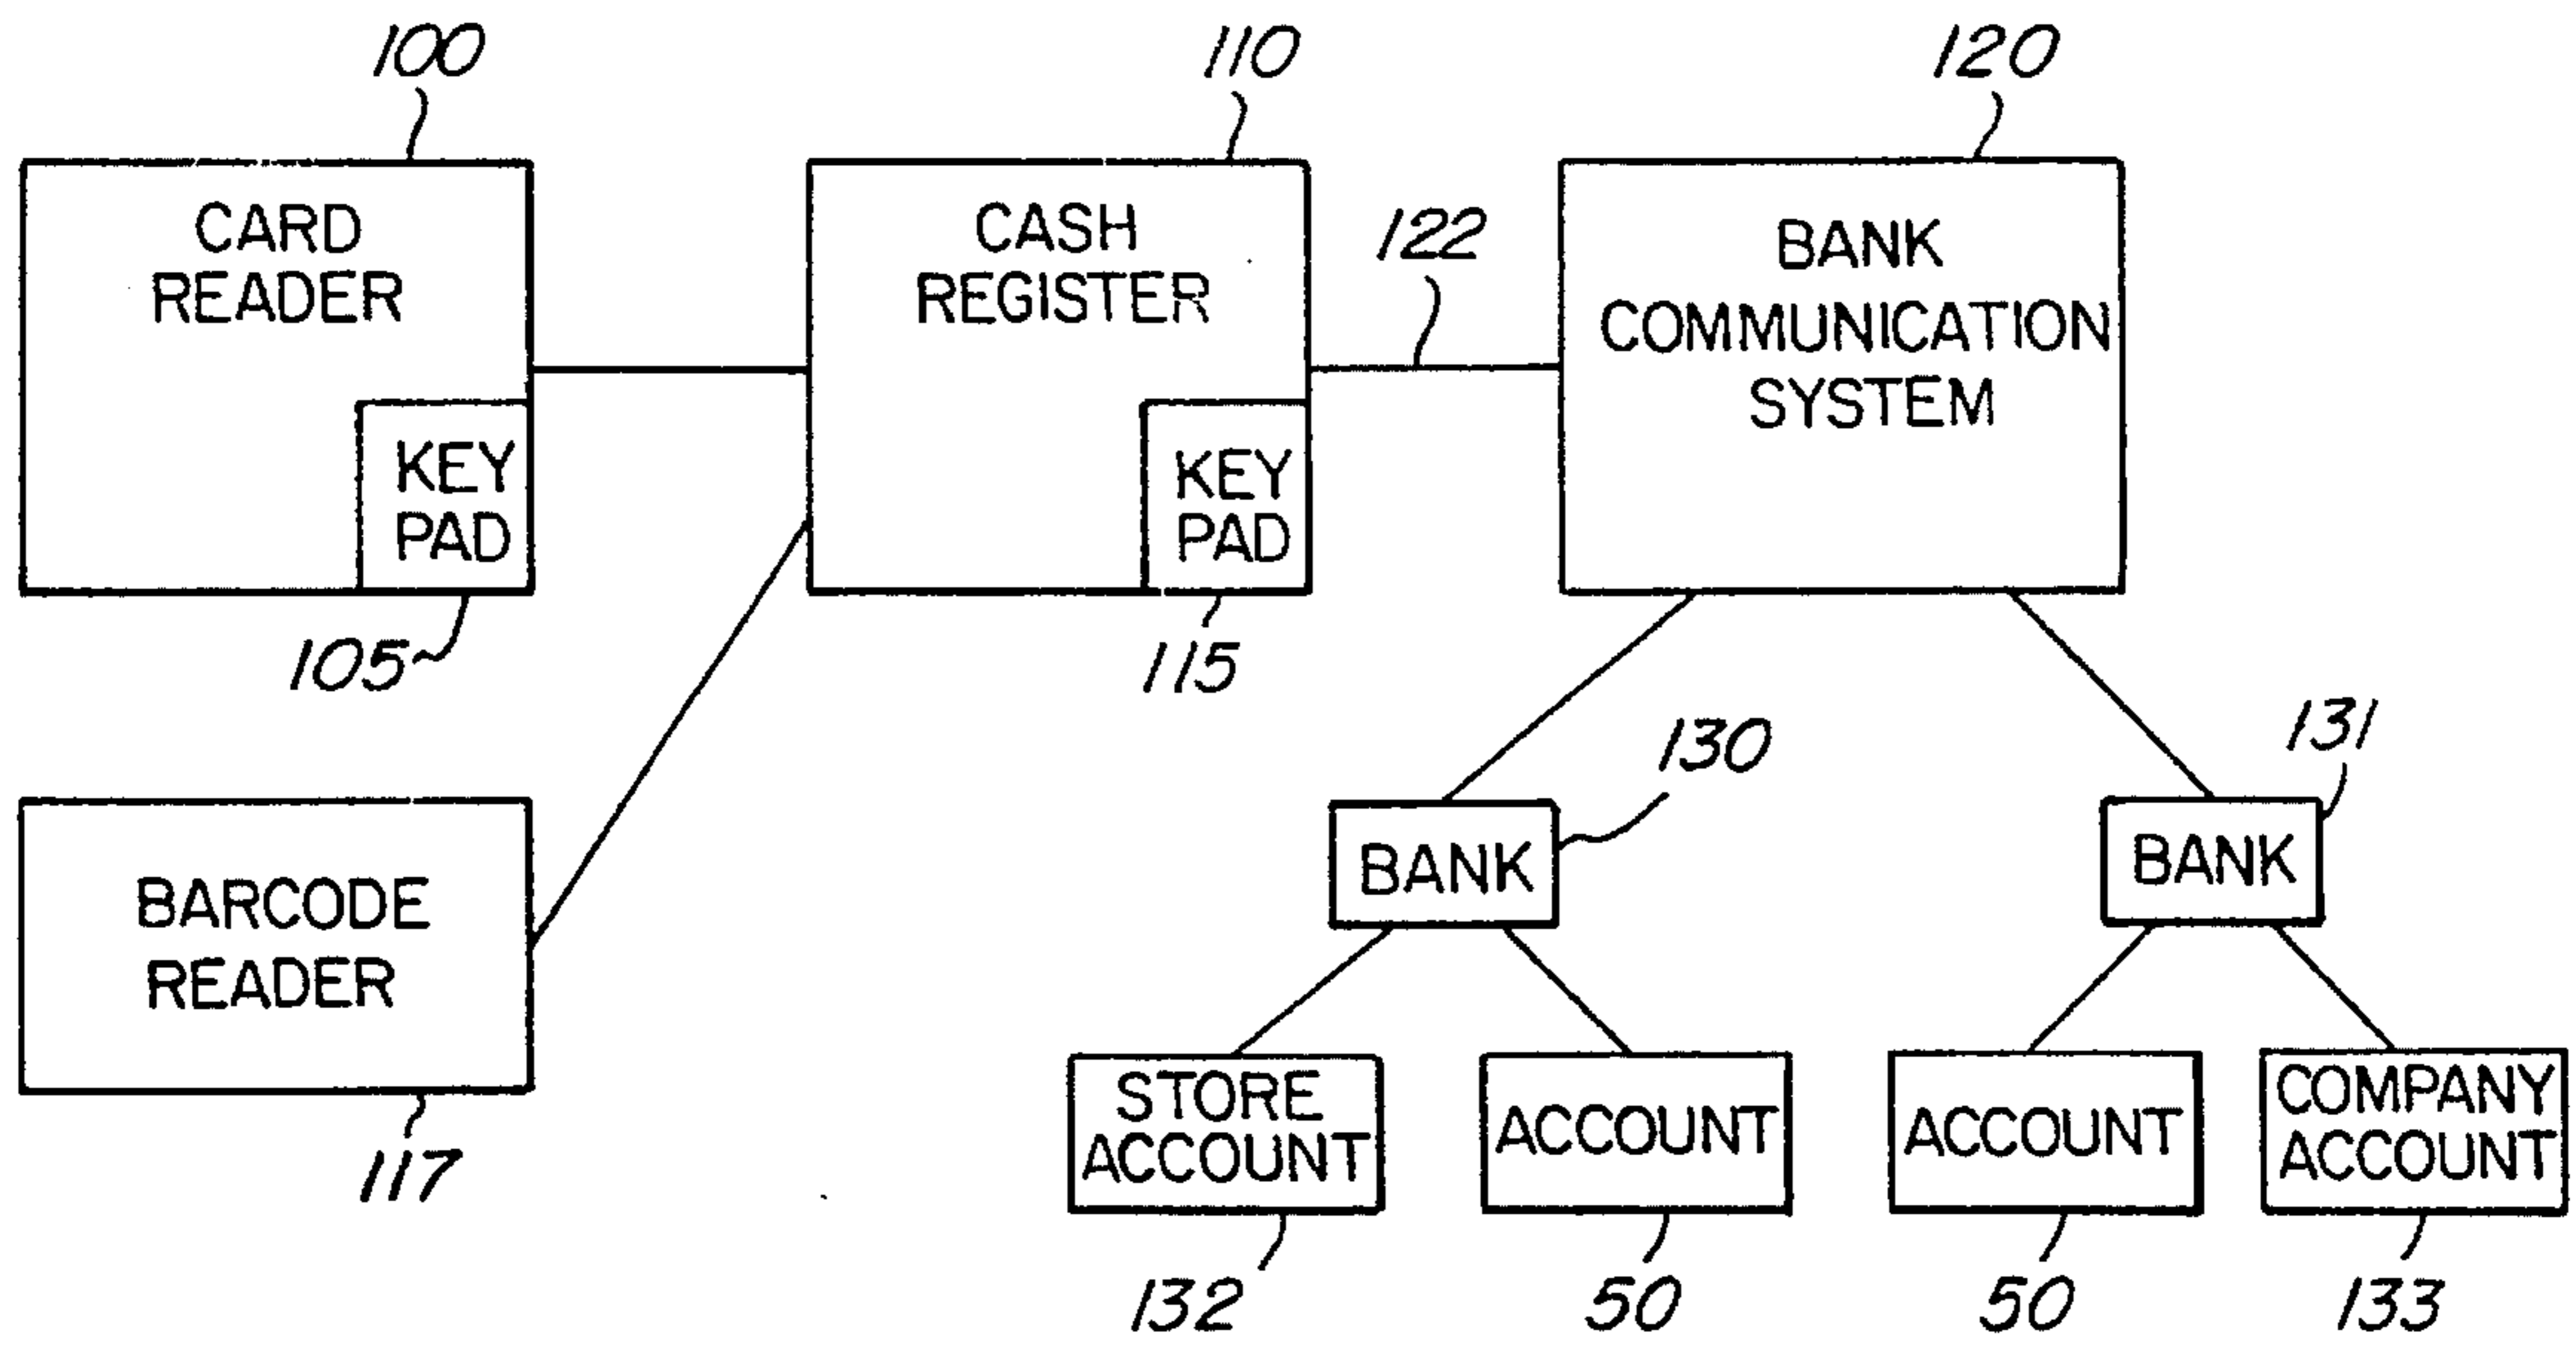 100
110
120
CARD
READER
CASH
REGISTER
122
BANK
COMMUNICATION
SYSTEM
KEY
PAD
KEY
PAD
105
115
130
131
BARCODE
READER
BANK
BANK
117
STORE
ACCOUNT
ACCOUNT
ACCOUNT
COMPANY
ACCOUNT
132
50
50
133